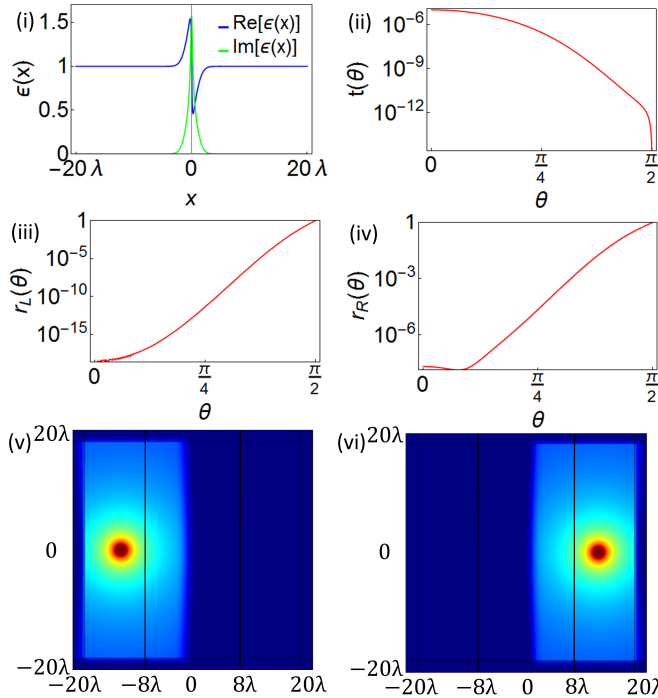 (i)
1.5
1
0.5
0
ϵ(x)
Re[ϵ(x)]
Im[ϵ(x)]
−20 λ
0
20 λ
x
(ii)
10⁻⁶
10⁻⁹
10⁻¹²
t(θ)
0
π/4
π/2
θ
(iii)
1
10⁻⁵
10⁻¹⁰
10⁻¹⁵
r_L(θ)
0
π/4
π/2
θ
(iv)
1
10⁻³
10⁻⁶
r_R(θ)
0
π/4
π/2
θ
(v)
20λ
0
−20λ
−20λ −8λ 0 8λ 20λ
(vi)
20λ
0
−20λ
−20λ −8λ 0 8λ 20λ